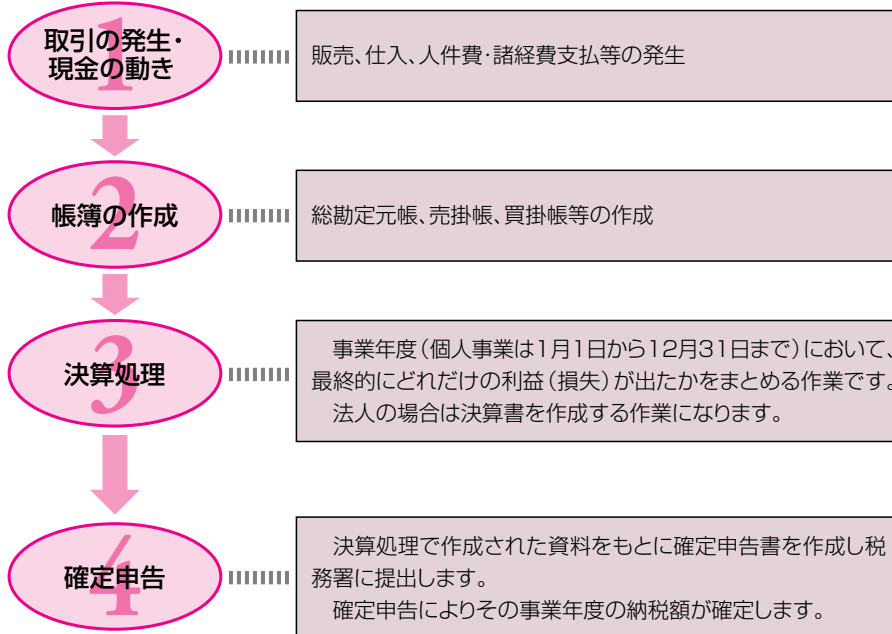 1
取引の発生・
現金の動き
販売、仕入、人件費・諸経費支払等の発生
2
帳簿の作成
総勘定元帳、売掛帳、買掛帳等の作成
3
決算処理
事業年度（個人事業は1月1日から12月31日まで）において、
最終的にどれだけの利益（損失）が出たかをまとめる作業です。
法人の場合は決算書を作成する作業になります。
4
確定申告
決算処理で作成された資料をもとに確定申告書を作成し税
務署に提出します。
確定申告によりその事業年度の納税額が確定します。